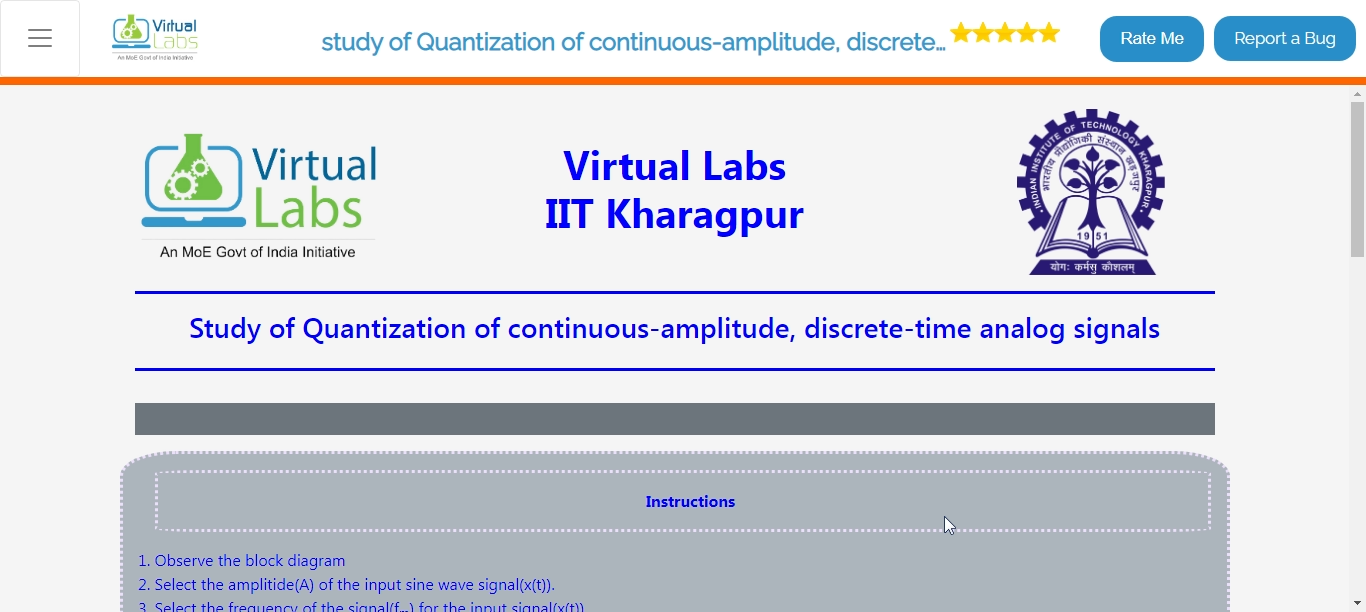 Virtual
Labs
An MoE Govt of India Initiative
study of Quantization of continuous-amplitude, discrete...
Rate Me
Report a Bug
Virtual
Labs
An MoE Govt of India Initiative
Virtual Labs
IIT Kharagpur
INDIAN INSTITUTE OF TECHNOLOGY KHARAGPUR
भारतीय प्रौद्योगिकी संस्थान खड़गपुर
1951
योगः कर्मसु कौशलम्
Study of Quantization of continuous-amplitude, discrete-time analog signals
Instructions
1. Observe the block diagram
2. Select the amplitide(A) of the input sine wave signal(x(t)).
3. Select the frequency of the signal(fm) for the input signal(x(t))